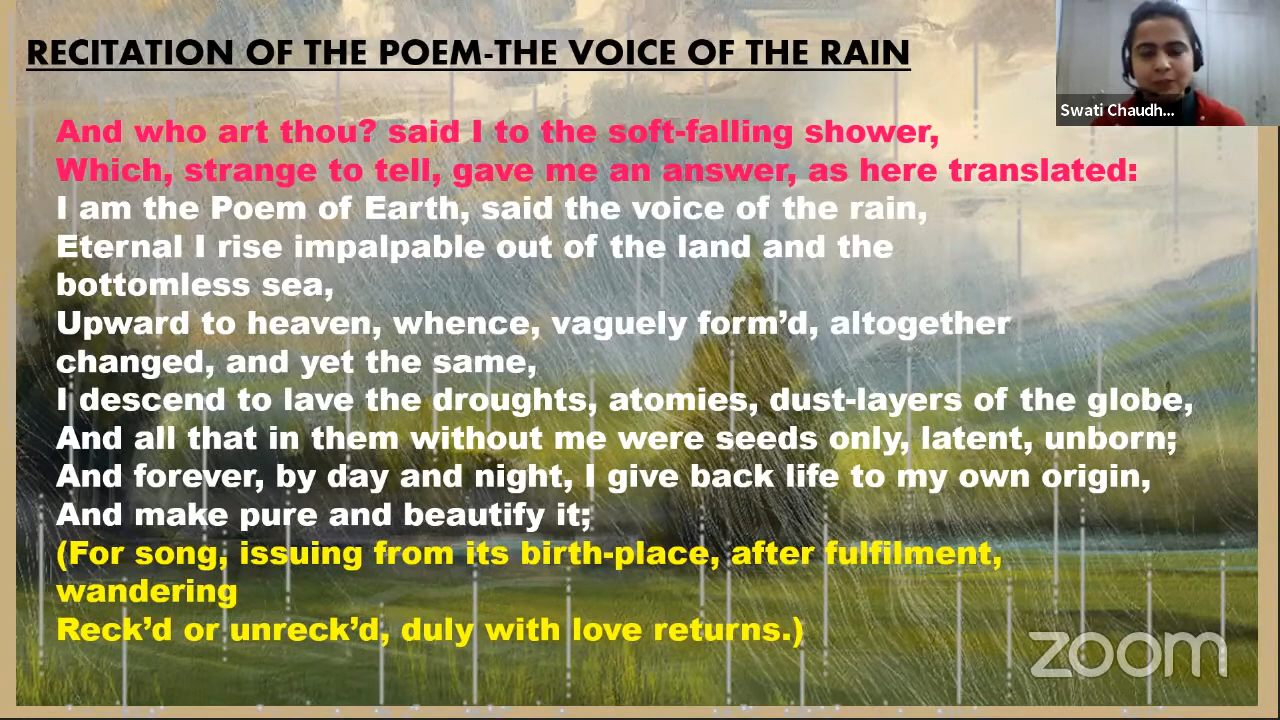 RECITATION OF THE POEM-THE VOICE OF THE RAIN
Swati Chaudh...
And who art thou? said I to the soft-falling shower,
Which, strange to tell, gave me an answer, as here translated:
I am the Poem of Earth, said the voice of the rain,
Eternal I rise impalpable out of the land and the
bottomless sea,
Upward to heaven, whence, vaguely form’d, altogether
changed, and yet the same,
I descend to lave the droughts, atomies, dust-layers of the globe,
And all that in them without me were seeds only, latent, unborn;
And forever, by day and night, I give back life to my own origin,
And make pure and beautify it;
(For song, issuing from its birth-place, after fulfilment,
wandering
Reck’d or unreck’d, duly with love returns.)
zoom